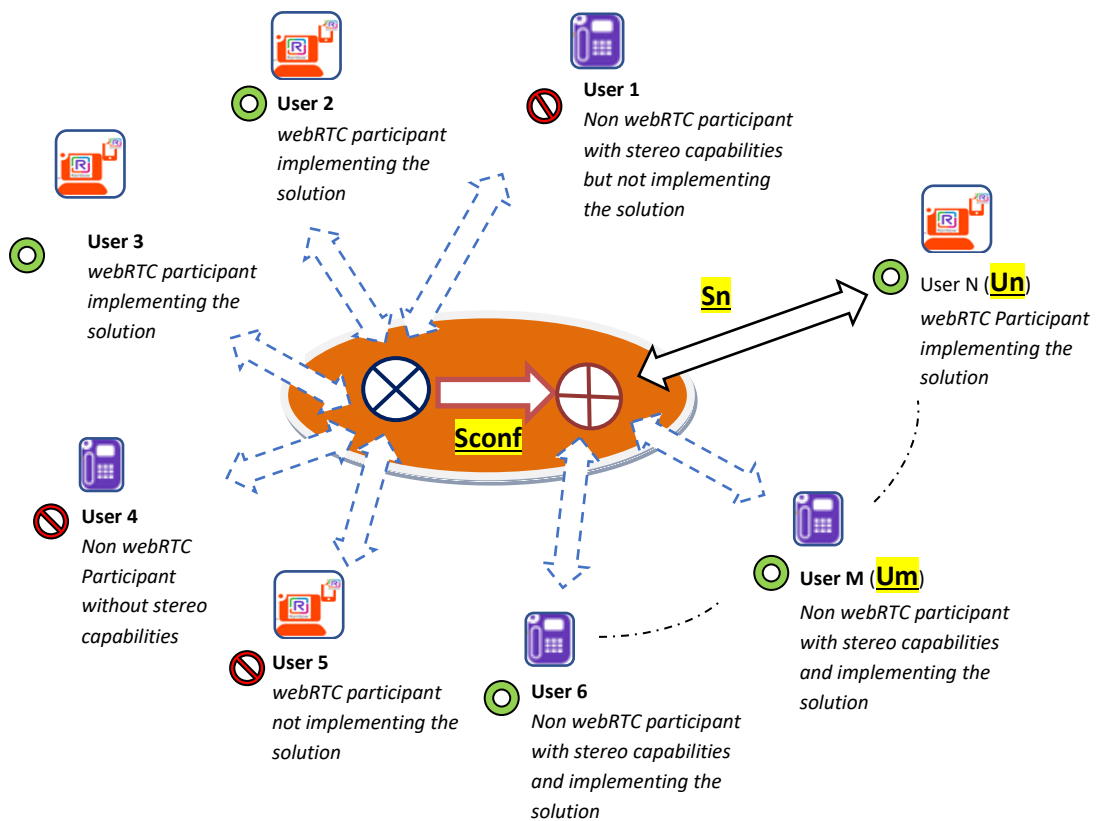 User 2
webRTC participant
implementing the
solution
User 1
Non webRTC participant
with stereo capabilities
but not implementing
the solution
User 3
webRTC participant
implementing the
solution
Sn
User N (Un)
webRTC Participant
implementing the
solution
Sconf
User 4
Non webRTC
Participant
without stereo
capabilities
User M (Um)
Non webRTC participant
with stereo capabilities
and implementing the
solution
User 5
webRTC participant
not implementing the
solution
User 6
Non webRTC participant
with stereo capabilities
and implementing the
solution